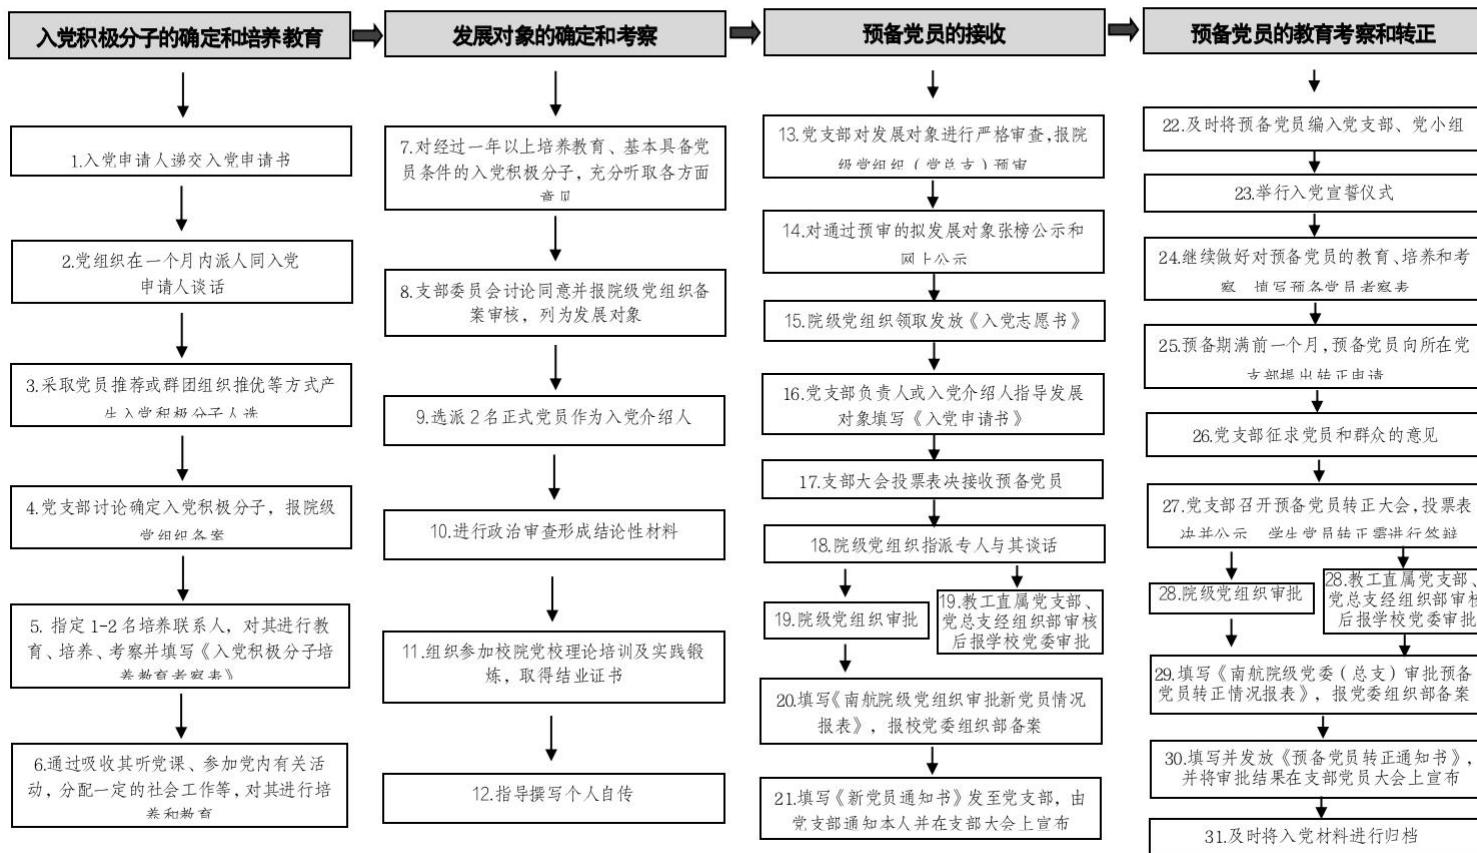 入党积极分子的确定和培养教育
1.入党申请人递交入党申请书
2.党组织在一个月内派人同入党
申请人谈话
3.采取党员推荐或群团组织推优等方式产
生入党积极分子人选
4.党支部讨论确定入党积极分子，报院级
党组织备案
5. 指定1-2名培养联系人，对其进行教
育、培养、考察并填写《入党积极分子培
养教育考察表》
6.通过吸收其听党课、参加党内有关活
动，分配一定的社会工作等，对其进行培
养和教育
发展对象的确定和考察
7.对经过一年以上培养教育、基本具备党
员条件的入党积极分子，充分听取各方面
意见
8.支部委员会讨论同意并报院级党组织备
案审核，列为发展对象
9.选派2名正式党员作为入党介绍人
10.进行政治审查形成结论性材料
11.组织参加校院党校理论培训及实践锻
炼，取得结业证书
12.指导撰写个人自传
预备党员的接收
13.党支部对发展对象进行严格审查，报院
级党组织（党总支）预审
14.对通过预审的拟发展对象张榜公示和
网上公示
15.院级党组织领取发放《入党志愿书》
16.党支部负责人或入党介绍人指导发展
对象填写《入党申请书》
17.支部大会投票表决接收预备党员
18.院级党组织指派专人与其谈话
19.院级党组织审批
19.教工直属党支部、
党总支经组织部审核
后报学校党委审批
20.填写《南航院级党组织审批新党员情况
报表》，报校党委组织部备案
21.填写《新党员通知书》发至党支部，由
党支部通知本人并在支部大会上宣布
预备党员的教育考察和转正
22.及时将预备党员编入党支部、党小组
23.举行入党宣誓仪式
24.继续做好对预备党员的教育、培养和考
察，填写预备党员考察表
25.预备期满前一个月，预备党员向所在党
支部提出转正申请
26.党支部征求党员和群众的意见
27.党支部召开预备党员转正大会，投票表
决并公示，学生党员转正需进行答辩
28.院级党组织审批
28.教工直属党支部、
党总支经组织部审核
后报学校党委审批
29.填写《南航院级党委（总支）审批预备
党员转正情况报表》，报党委组织部备案
30.填写并发放《预备党员转正通知书》，
并将审批结果在支部党员大会上宣布
31.及时将入党材料进行归档